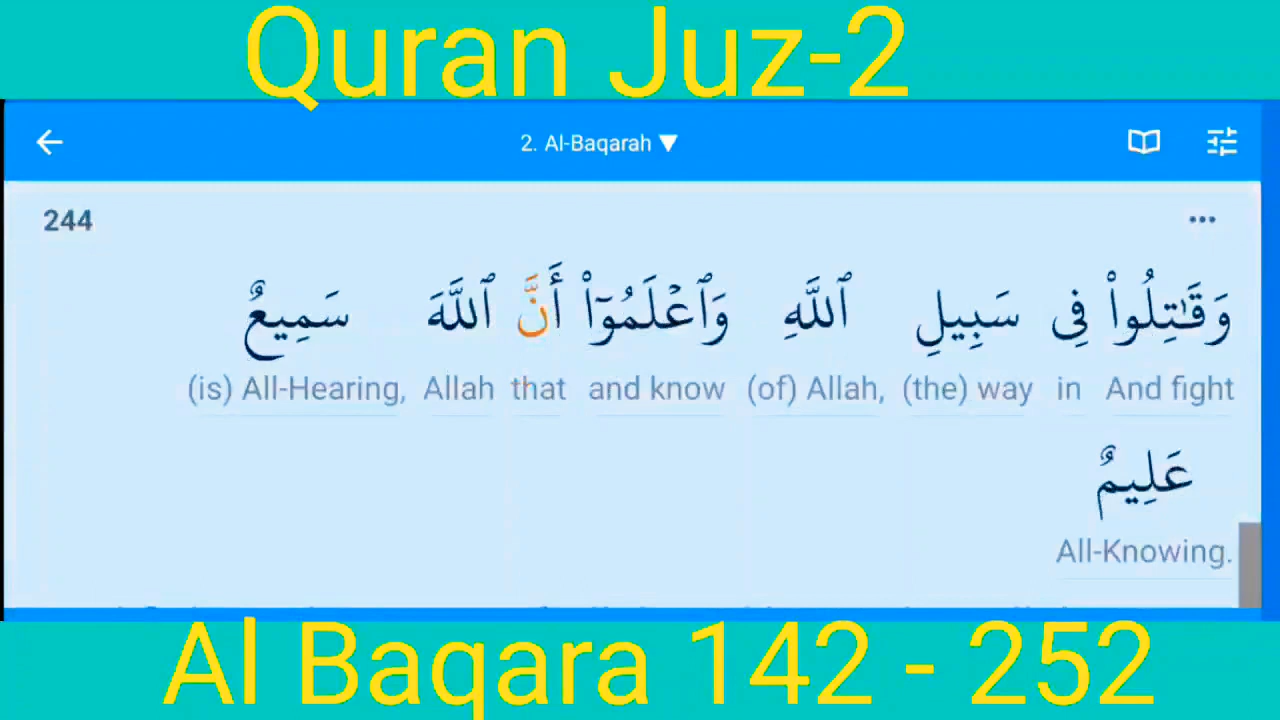 Quran Juz-2
2. Al-Baqarah ▼
244
وَقَـٰتِلُوا۟ فِى سَبِيلِ ٱللَّهِ وَٱعْلَمُوٓا۟ أَنَّ ٱللَّهَ سَمِيعٌ
(is) All-Hearing, Allah that and know (of) Allah, (the) way in And fight
عَلِيمٌ
All-Knowing.
Al Baqara 142 - 252